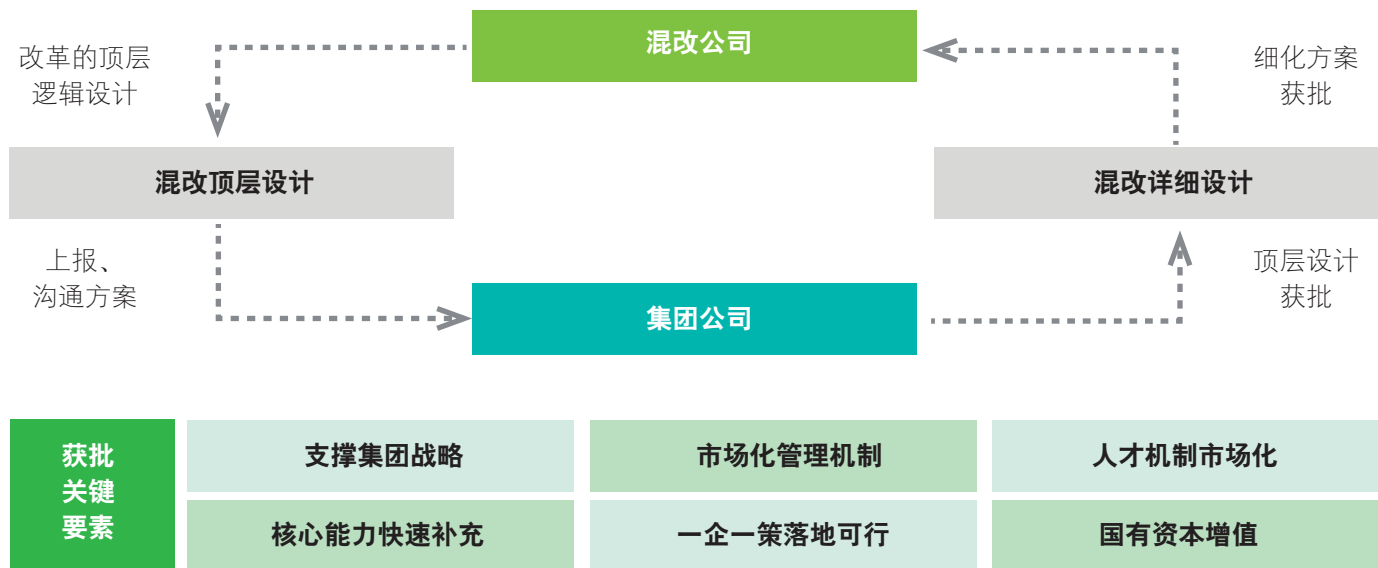 混改公司
改革的顶层
逻辑设计
细化方案
获批
混改顶层设计
混改详细设计
上报、
沟通方案
顶层设计
获批
集团公司
获批
关键
要素
支撑集团战略
市场化管理机制
人才机制市场化
核心能力快速补充
一企一策落地可行
国有资本增值